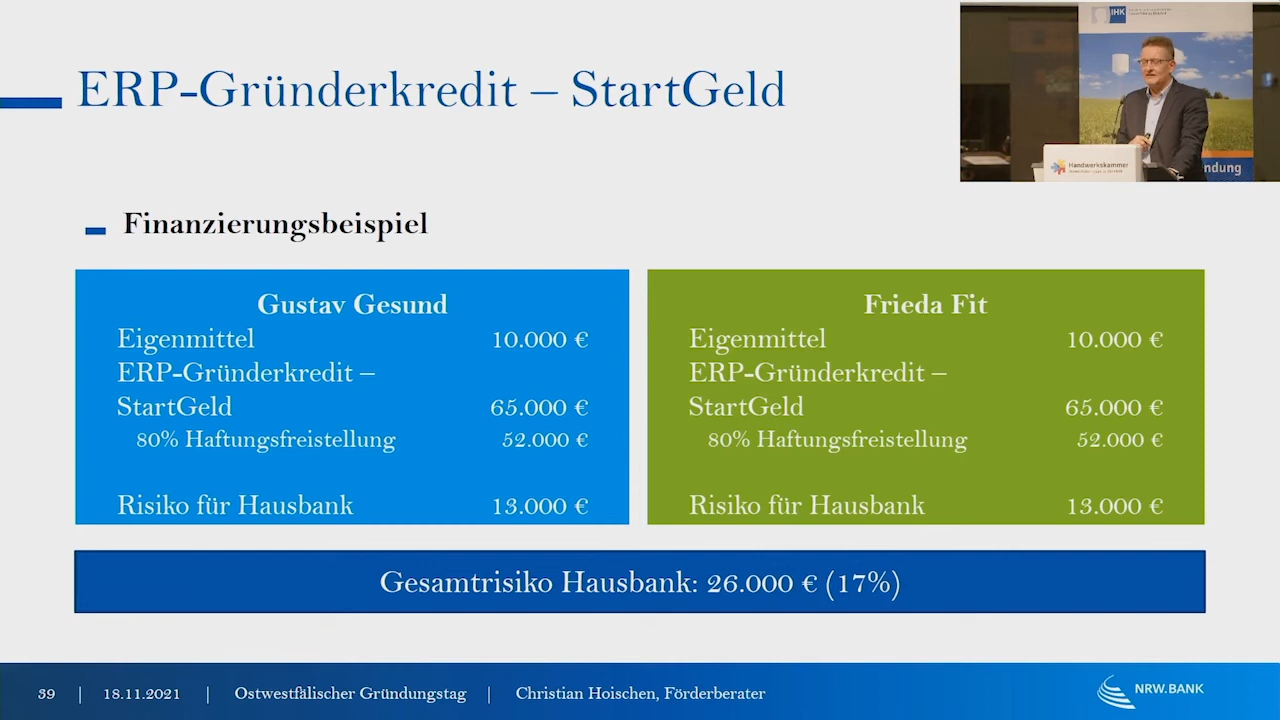 ERP-Gründerkredit – StartGeld
IHK
Handwerkskammer
ndung
Finanzierungsbeispiel
Gustav Gesund
Eigenmittel 10.000 €
ERP-Gründerkredit –
StartGeld 65.000 €
80% Haftungsfreistellung 52.000 €
Risiko für Hausbank 13.000 €
Frieda Fit
Eigenmittel 10.000 €
ERP-Gründerkredit –
StartGeld 65.000 €
80% Haftungsfreistellung 52.000 €
Risiko für Hausbank 13.000 €
Gesamtrisiko Hausbank: 26.000 € (17%)
39 | 18.11.2021 | Ostwestfälischer Gründungstag | Christian Hoischen, Förderberater
NRW.BANK